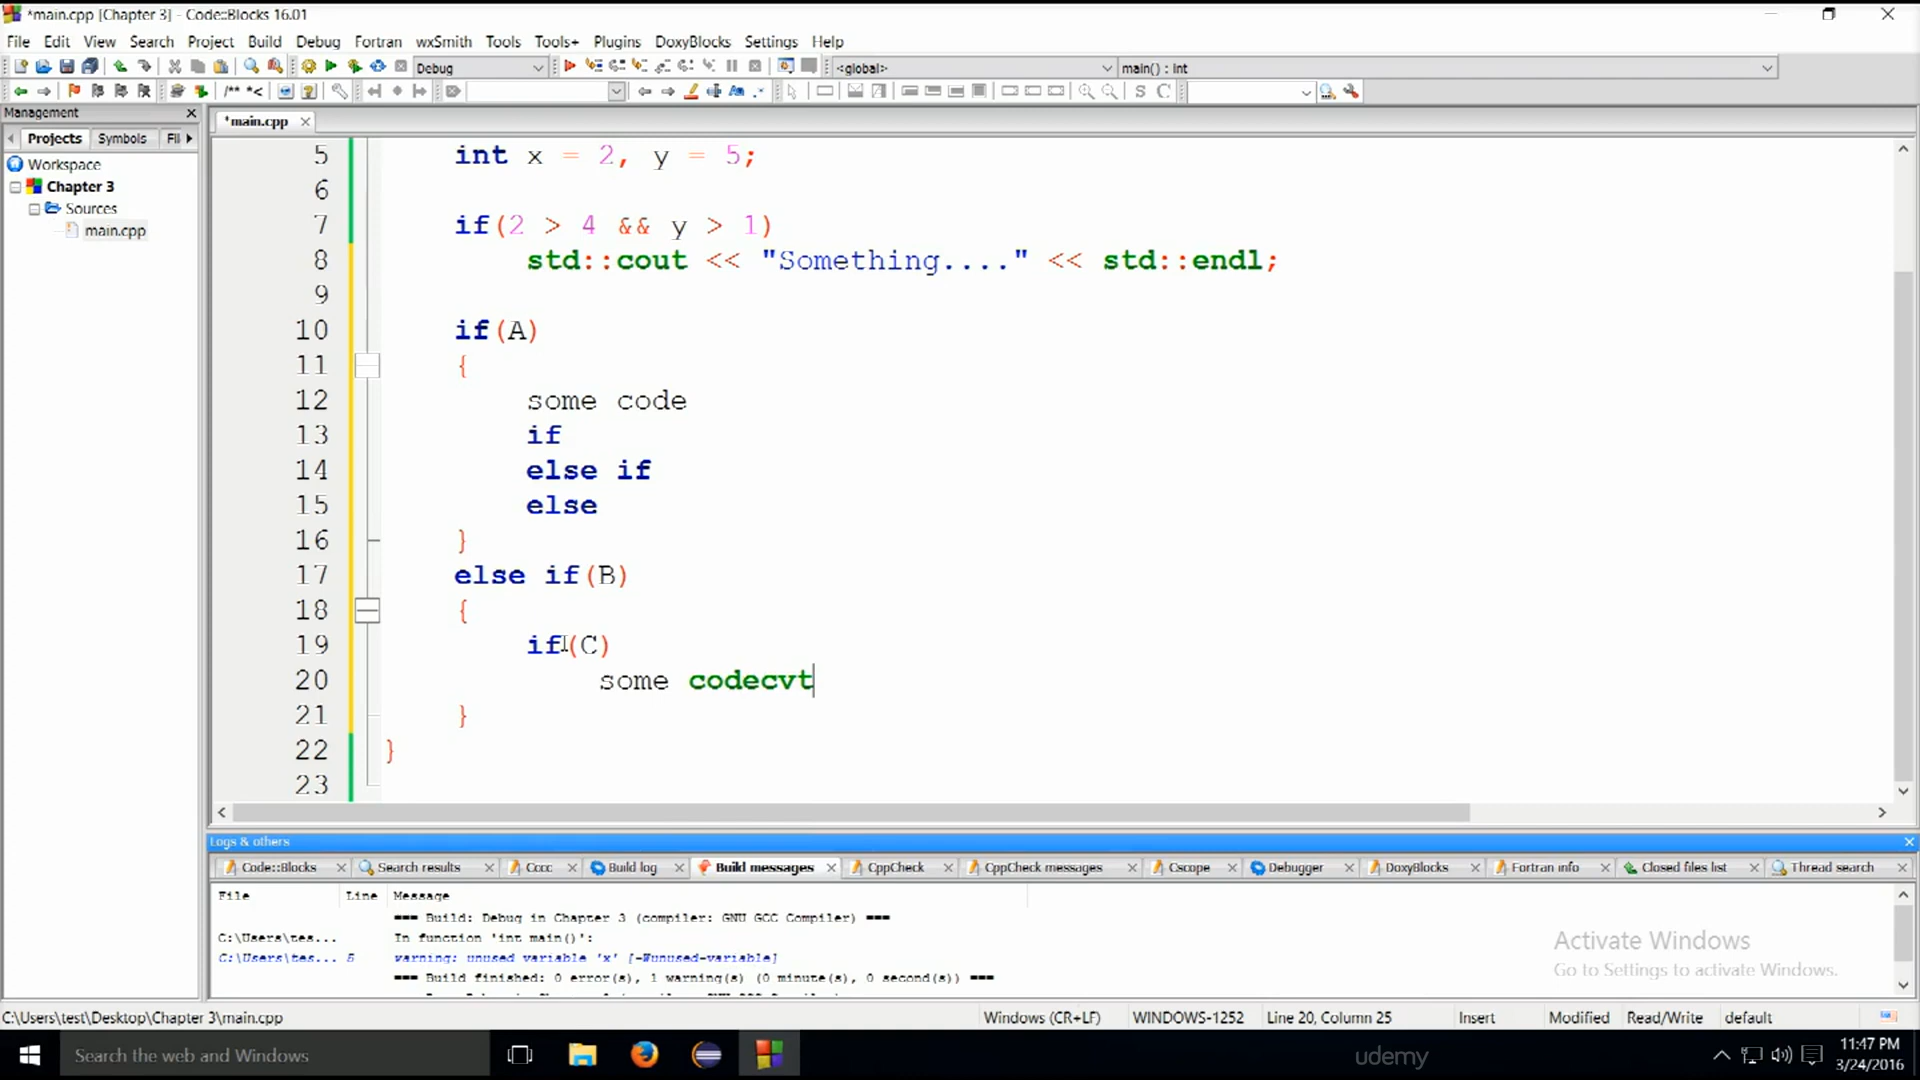 *main.cpp [Chapter 3] - Code::Blocks 16.01
File Edit View Search Project Build Debug Fortran wxSmith Tools Tools+ Plugins DoxyBlocks Settings Help
Debug <global> main() : int
/** *< S C
Management
*main.cpp
Projects Symbols Fil
Workspace
Chapter 3
Sources
main.cpp
5 int x = 2, y = 5;
6
7 if(2 > 4 && y > 1)
8 std::cout << "Something...." << std::endl;
9
10 if(A)
11 {
12 some code
13 if
14 else if
15 else
16 }
17 else if(B)
18 {
19 if(C)
20 some codecvt
21 }
22 }
23
Logs & others
Code::Blocks Search results Cccc Build log Build messages CppCheck CppCheck messages Cscope Debugger DoxyBlocks Fortran info Closed files list Thread search
File Line Message
=== Build: Debug in Chapter 3 (compiler: GNU GCC Compiler) ===
C:\Users\tes... In function 'int main()':
C:\Users\tes... 5 warning: unused variable 'x' [-Wunused-variable]
=== Build finished: 0 error(s), 1 warning(s) (0 minute(s), 0 second(s)) ===
Activate Windows
Go to Settings to activate Windows.
C:\Users\test\Desktop\Chapter 3\main.cpp Windows (CR+LF) WINDOWS-1252 Line 20, Column 25 Insert Modified Read/Write default
Search the web and Windows
udemy
11:47 PM
3/24/2016